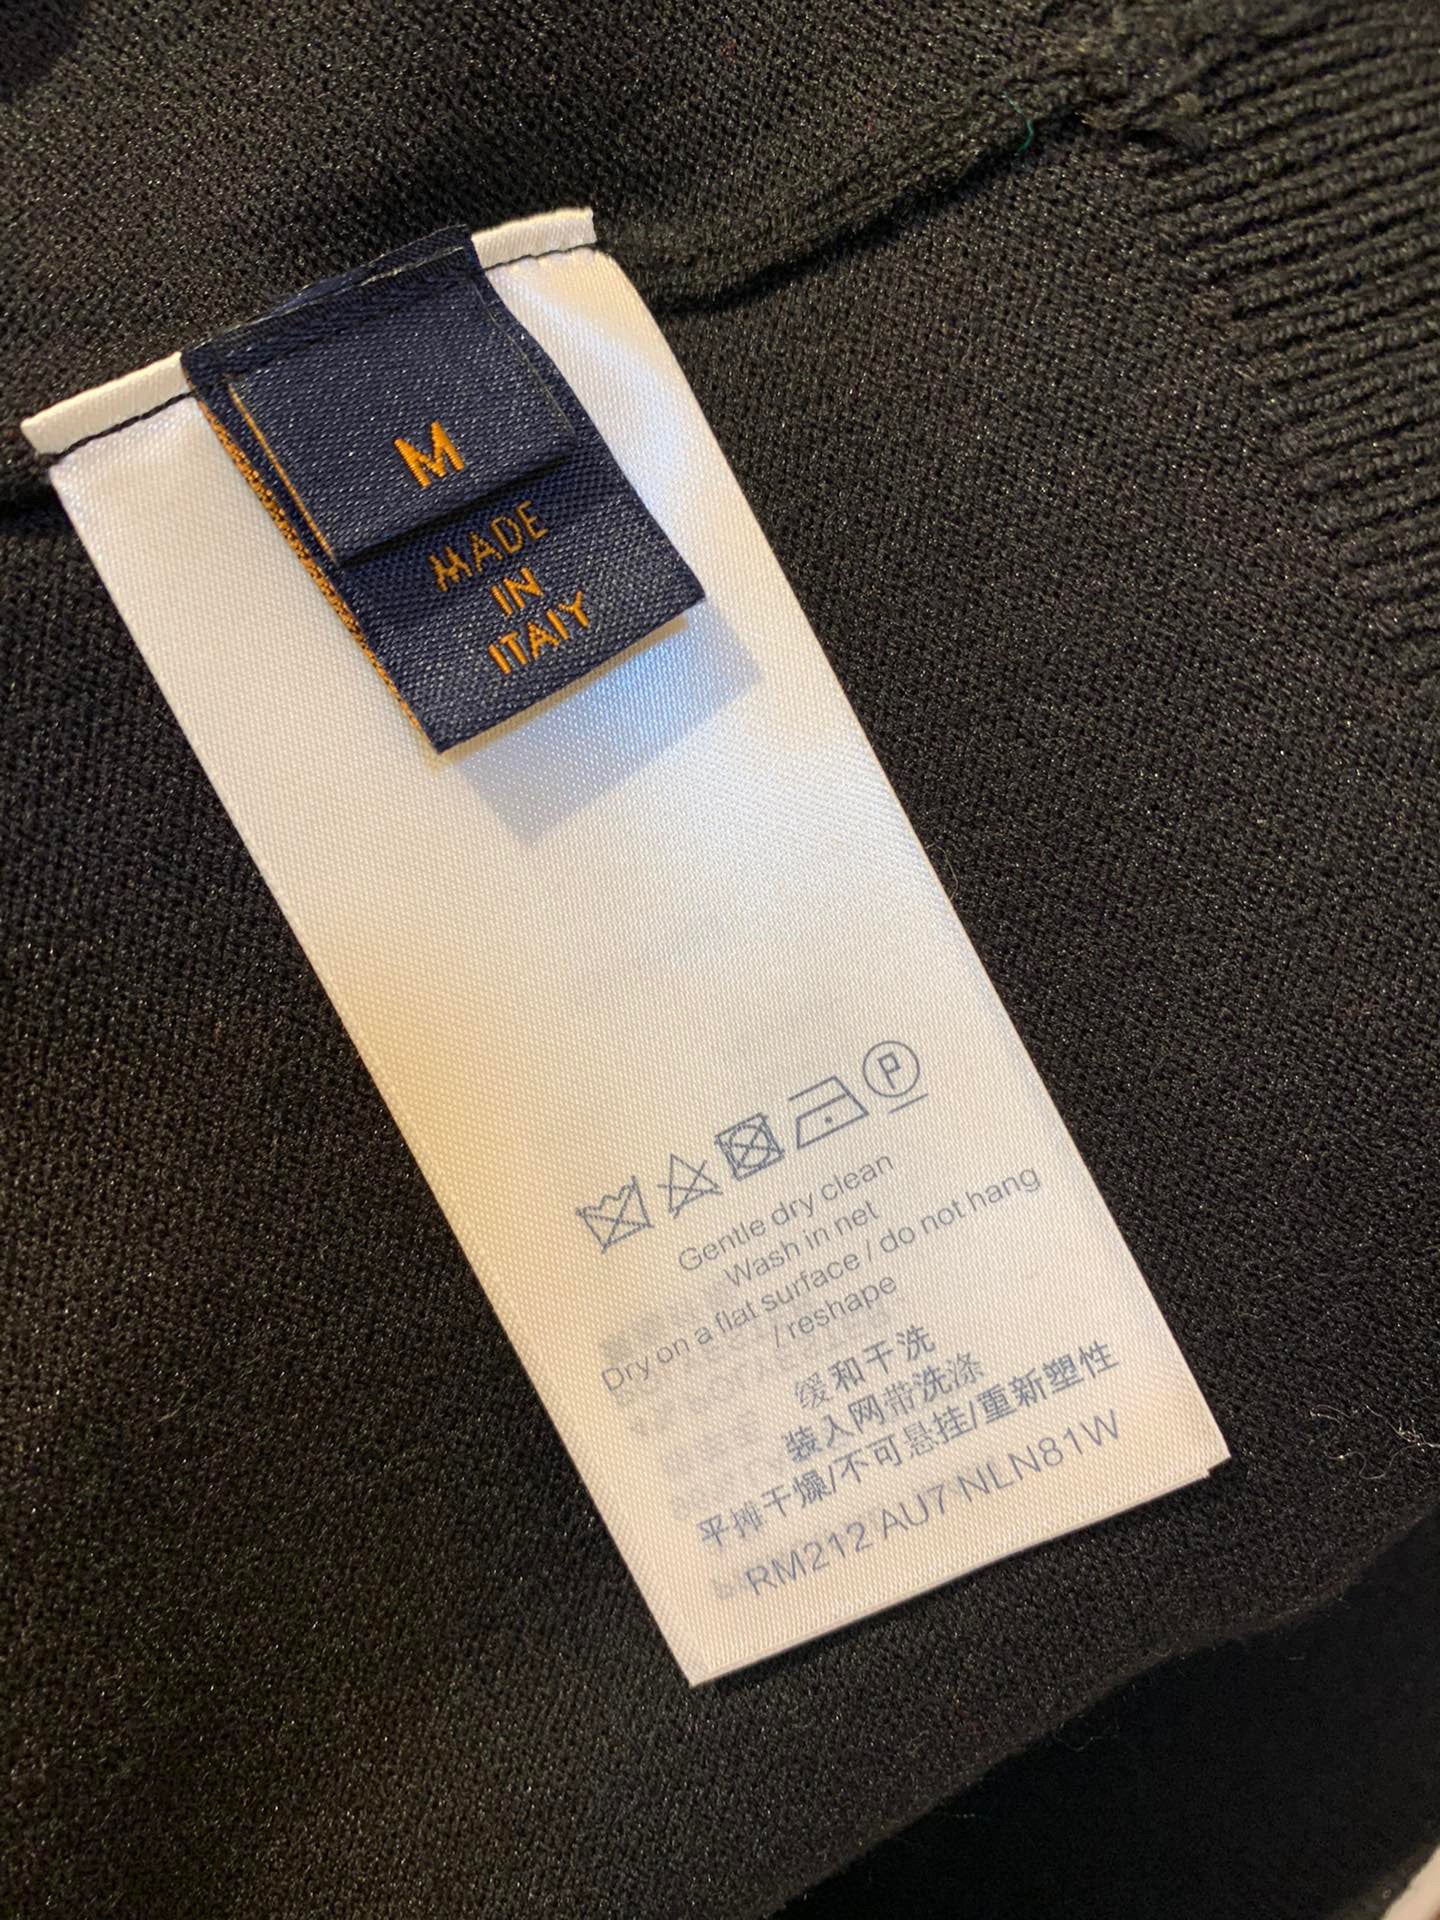 M
MADE
IN
ITALY
P
Gentle dry clean
Wash in net
Dry on a flat surface / do not hang
/ reshape
缓和干洗
装入网带洗涤
平摊干燥/不可悬挂/重新塑性
RM212 AU7 NLN81W